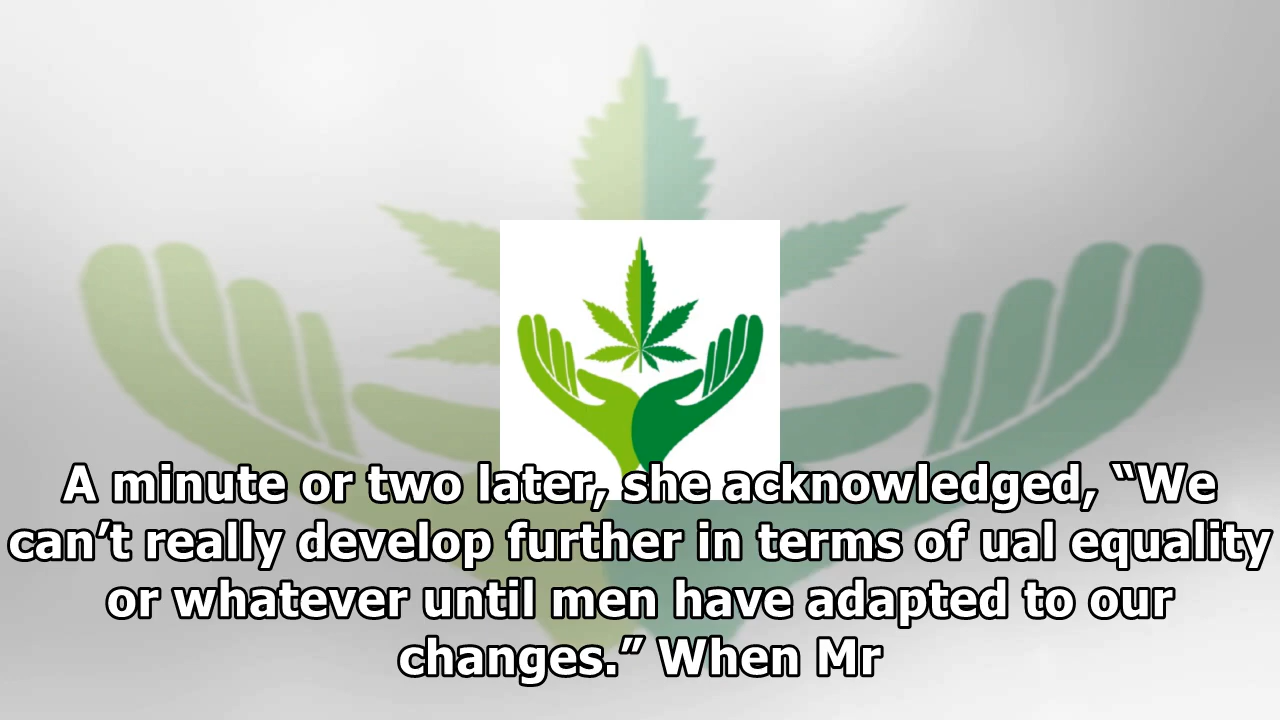 A minute or two later, she acknowledged, “We
can’t really develop further in terms of ual equality
or whatever until men have adapted to our
changes.” When Mr